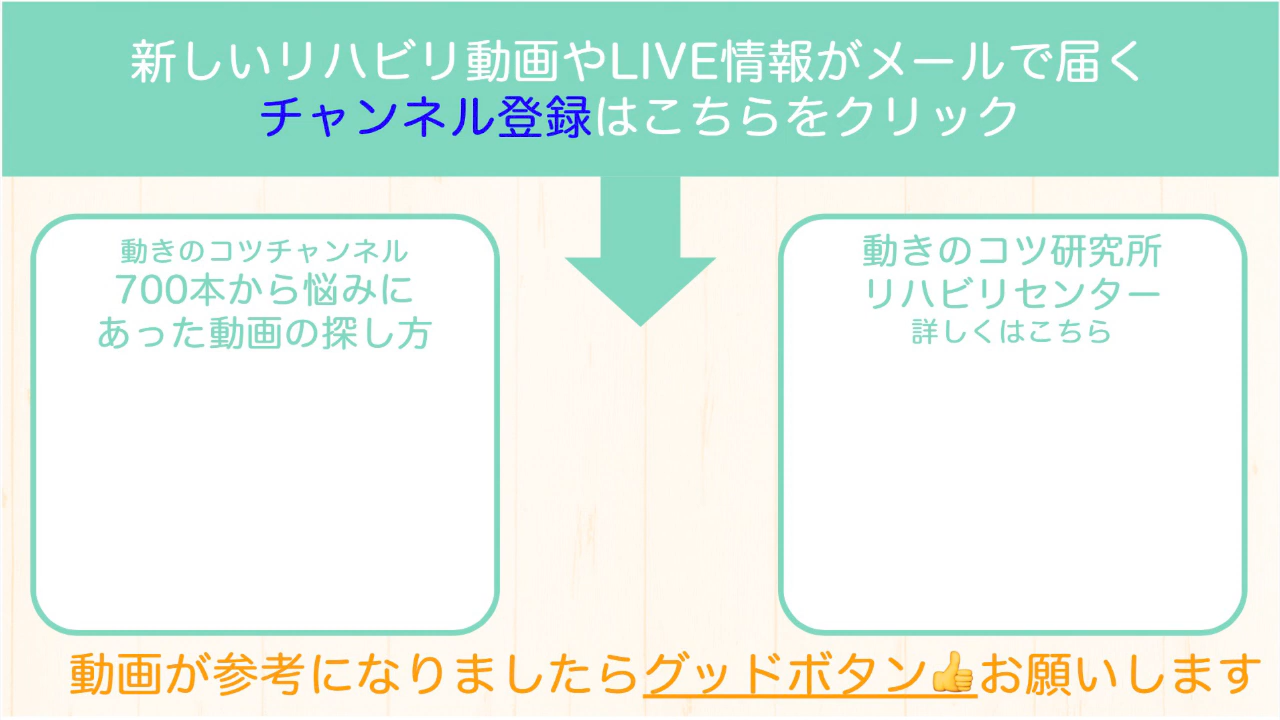 新しいリハビリ動画やLIVE情報がメールで届く
チャンネル登録はこちらをクリック
動きのコツチャンネル
700本から悩みに
あった動画の探し方
動きのコツ研究所
リハビリセンター
詳しくはこちら
動画が参考になりましたらグッドボタン👍お願いします